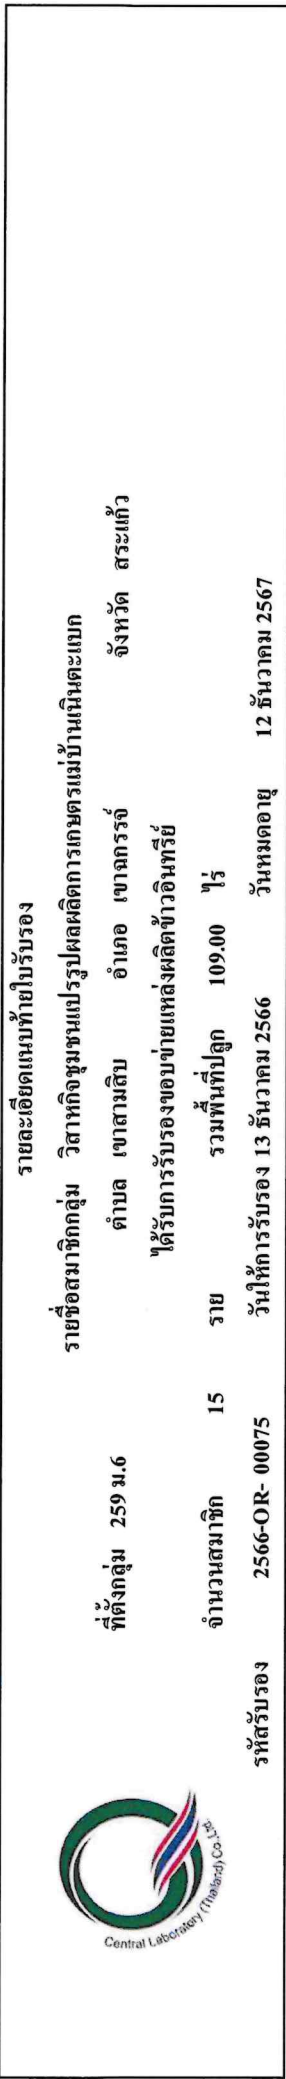 รายละเอียดแนบท้ายใบรับรอง
รายชื่อสมาชิกกลุ่ม วิสาหกิจชุมชนแปรรูปผลผลิตการเกษตรแม่บ้านเนินตะแบก
ที่ตั้งกลุ่ม 259 ม.6 ตำบล เขาสามสิบ อำเภอ เขาฉกรรจ์ จังหวัด สระแก้ว
ได้รับการรับรองขอบข่ายแหล่งผลิตข้าวอินทรีย์
จำนวนสมาชิก 15 ราย รวมพื้นที่ปลูก 109.00 ไร่
รหัสรับรอง 2566-OR- 00075 วันให้การรับรอง 13 ธันวาคม 2566 วันหมดอายุ 12 ธันวาคม 2567
Central Laboratory (Thailand) Co.,Ltd.